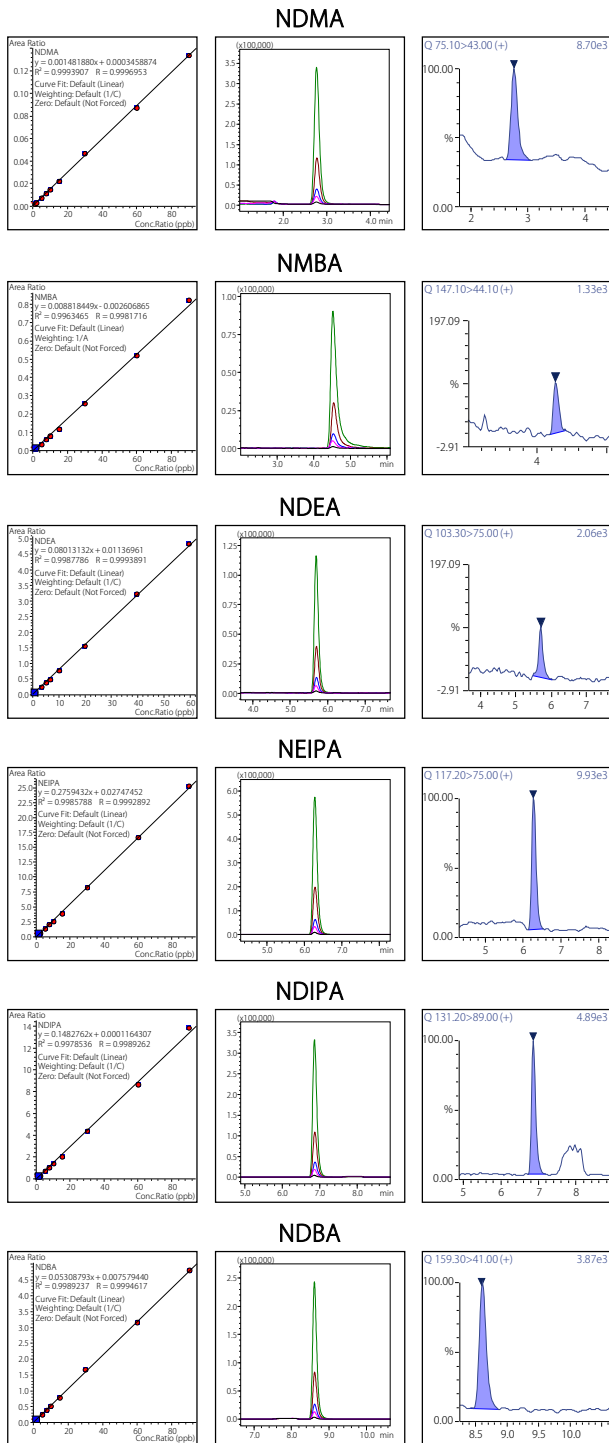 NDMA
Area Ratio
NDMA
y = 0.001481880x + 0.0003458874
R² = 0.9993907 R = 0.9996953
Curve Fit: Default (Linear)
Weighting: Default (1/C)
Zero: Default (Not Forced)
0.12
0.10
0.08
0.06
0.04
0.02
0.00
0 20 40 60 80
Conc.Ratio (ppb)
(x100,000)
3.5
3.0
2.5
2.0
1.5
1.0
0.5
0.0
2.0 3.0 4.0 min
Q 75.10>43.00 (+) 8.70e3
100.00
%
0.00
2 3 4
NMBA
Area Ratio
NMBA
y = 0.008818449x - 0.002606865
R² = 0.9963465 R = 0.9981716
Curve Fit: Default (Linear)
Weighting: 1/A
Zero: Default (Not Forced)
0.8
0.7
0.6
0.5
0.4
0.3
0.2
0.1
0.0
0 20 40 60 80
Conc.Ratio (ppb)
(x100,000)
1.00
0.75
0.50
0.25
0.00
3.0 4.0 5.0 min
Q 147.10>44.10 (+) 1.33e3
197.09
%
-2.91
4 6
NDEA
Area Ratio
NDEA
y = 0.08013132x + 0.01136961
R² = 0.9987786 R = 0.9993891
Curve Fit: Default (Linear)
Weighting: Default (1/C)
Zero: Default (Not Forced)
5.0
4.5
4.0
3.5
3.0
2.5
2.0
1.5
1.0
0.5
0.0
0 10 20 30 40 50 60
Conc.Ratio (ppb)
(x100,000)
1.25
1.00
0.75
0.50
0.25
0.00
4.0 5.0 6.0 7.0 min
Q 103.30>75.00 (+) 2.06e3
197.09
%
-2.91
4 5 6 7
NEIPA
Area Ratio
NEIPA
y = 0.2759432x + 0.02747452
R² = 0.9985788 R = 0.9992892
Curve Fit: Default (Linear)
Weighting: Default (1/C)
Zero: Default (Not Forced)
25.0
22.5
20.0
17.5
15.0
12.5
10.0
7.5
5.0
2.5
0.0
0 20 40 60 80
Conc.Ratio (ppb)
(x100,000)
6.0
5.0
4.0
3.0
2.0
1.0
0.0
5.0 6.0 7.0 min
Q 117.20>75.00 (+) 9.93e3
100.00
%
0.00
5 6 7 8
NDIPA
Area Ratio
NDIPA
y = 0.1482762x + 0.0001164307
R² = 0.9978536 R = 0.9989262
Curve Fit: Default (Linear)
Weighting: Default (1/C)
Zero: Default (Not Forced)
14
12
10
8
6
4
2
0
0 20 40 60 80
Conc.Ratio (ppb)
(x100,000)
3.5
3.0
2.5
2.0
1.5
1.0
0.5
0.0
5.0 6.0 7.0 8.0 min
Q 131.20>89.00 (+) 4.89e3
100.00
%
0.00
5 6 7 8
NDBA
Area Ratio
NDBA
y = 0.05308793x + 0.007579440
R² = 0.9989237 R = 0.9994617
Curve Fit: Default (Linear)
Weighting: Default (1/C)
Zero: Default (Not Forced)
5.0
4.5
4.0
3.5
3.0
2.5
2.0
1.5
1.0
0.5
0.0
0 20 40 60 80
Conc.Ratio (ppb)
(x100,000)
2.5
2.0
1.5
1.0
0.5
0.0
7.0 8.0 9.0 10.0 min
Q 159.30>41.00 (+) 3.87e3
100.00
%
0.00
8.5 9.0 9.5 10.0